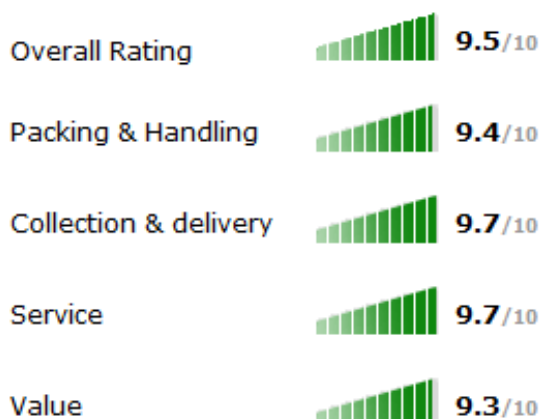 Overall Rating 9.5/10
Packing & Handling 9.4/10
Collection & delivery 9.7/10
Service 9.7/10
Value 9.3/10